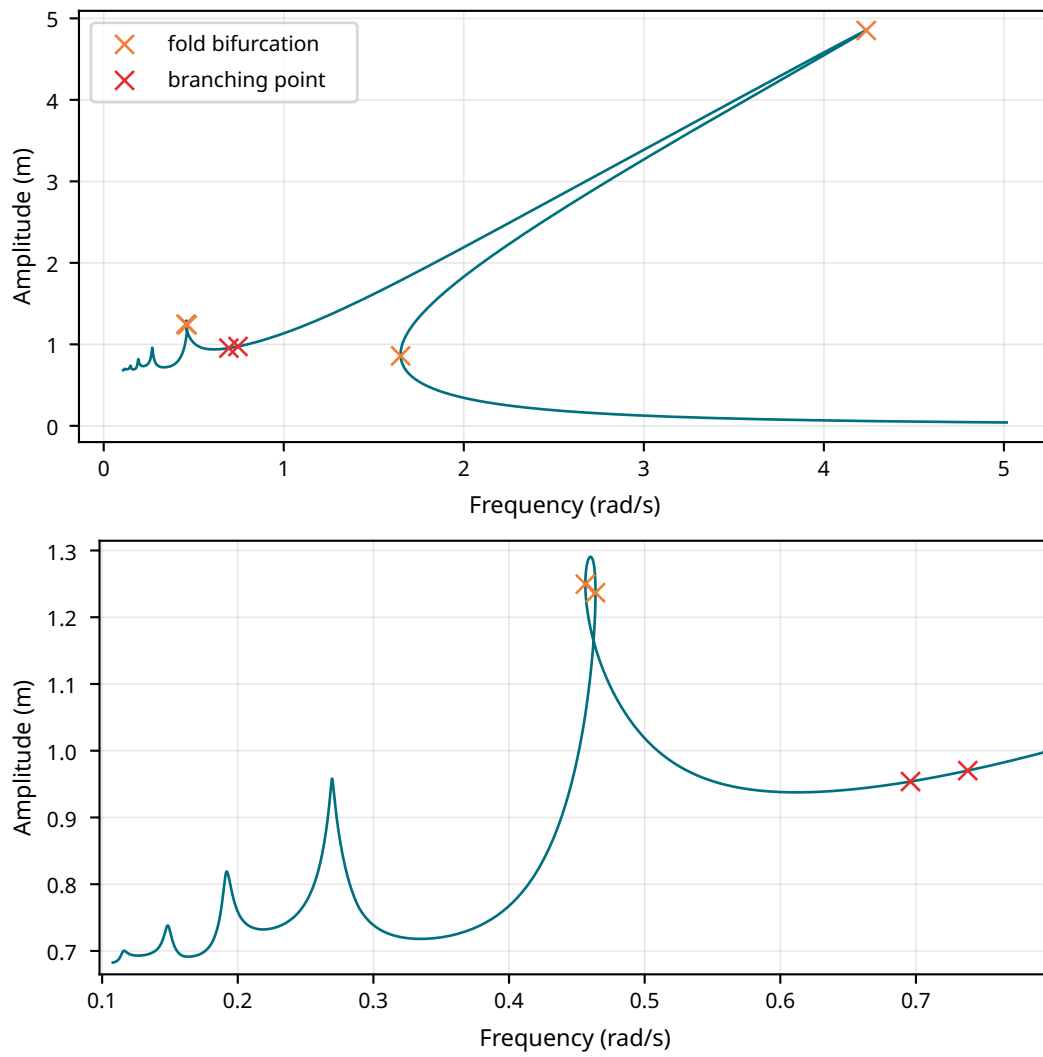 5
4
3
2
1
0
Amplitude (m)
fold bifurcation
branching point
0 1 2 3 4 5
Frequency (rad/s)
1.3
1.2
1.1
1.0
0.9
0.8
0.7
Amplitude (m)
0.1 0.2 0.3 0.4 0.5 0.6 0.7
Frequency (rad/s)